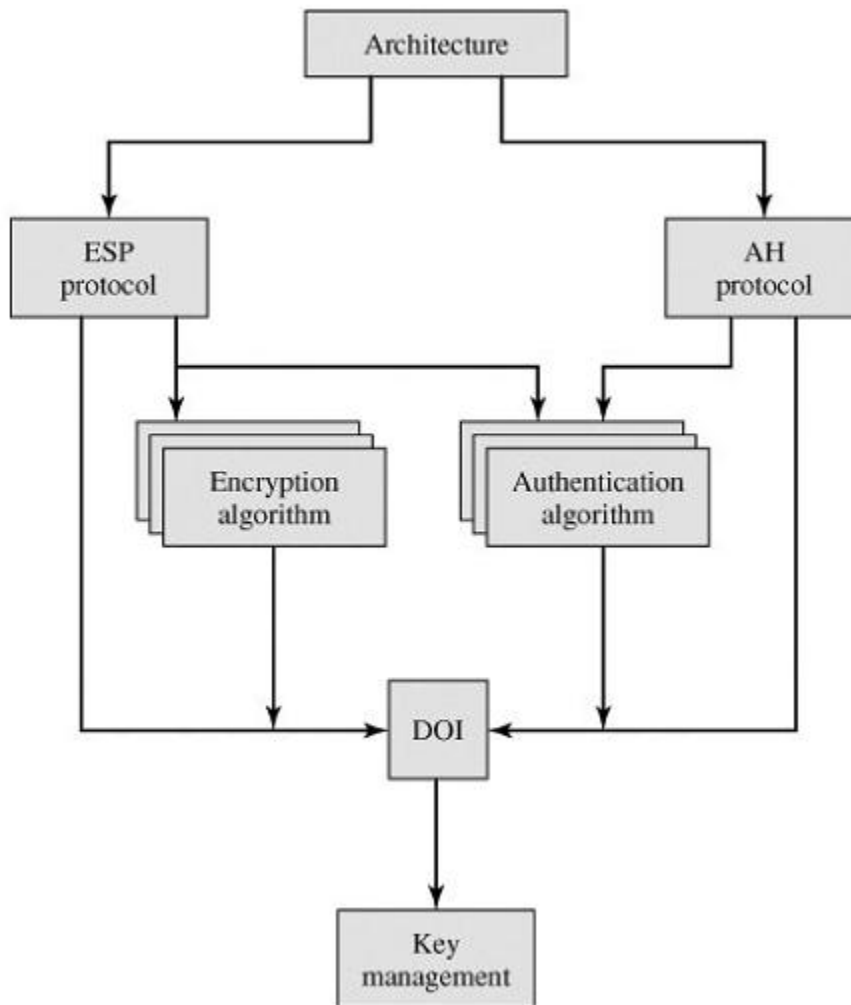 Architecture
ESP
protocol
AH
protocol
Encryption
algorithm
Authentication
algorithm
DOI
Key
management